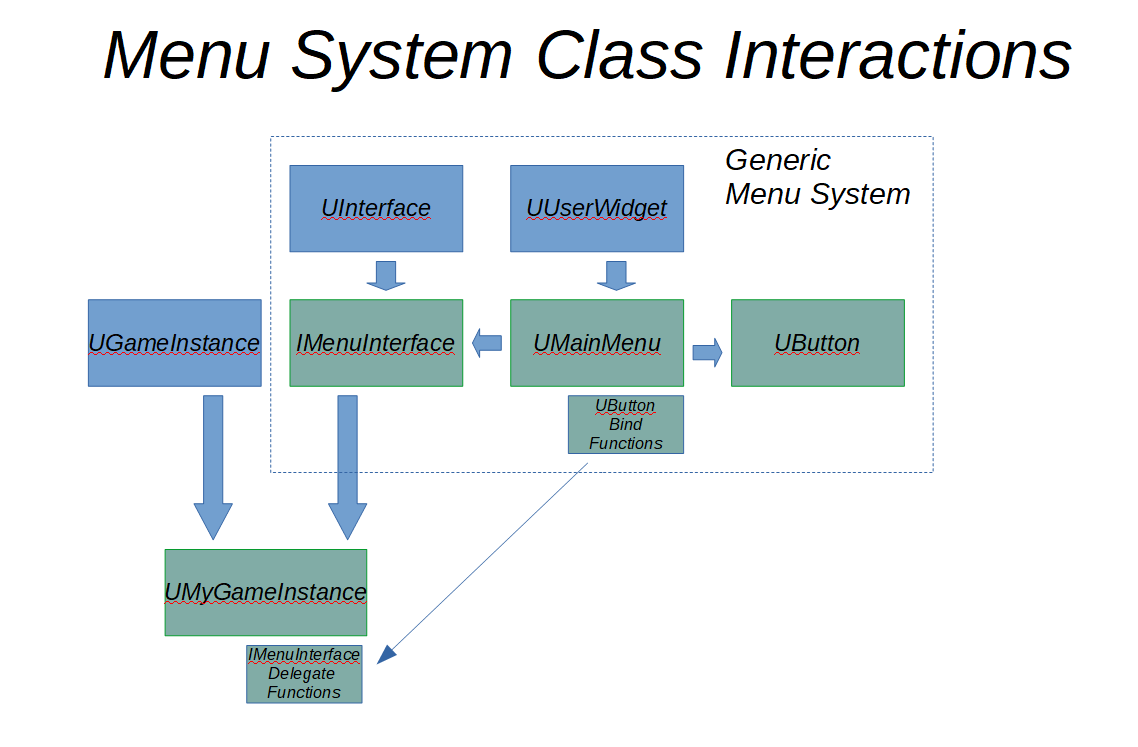 Menu System Class Interactions
Generic
Menu System
UInterface
UUserWidget
UGameInstance
IMenuInterface
UMainMenu
UButton
UButton
Bind
Functions
UMyGameInstance
IMenuInterface
Delegate
Functions